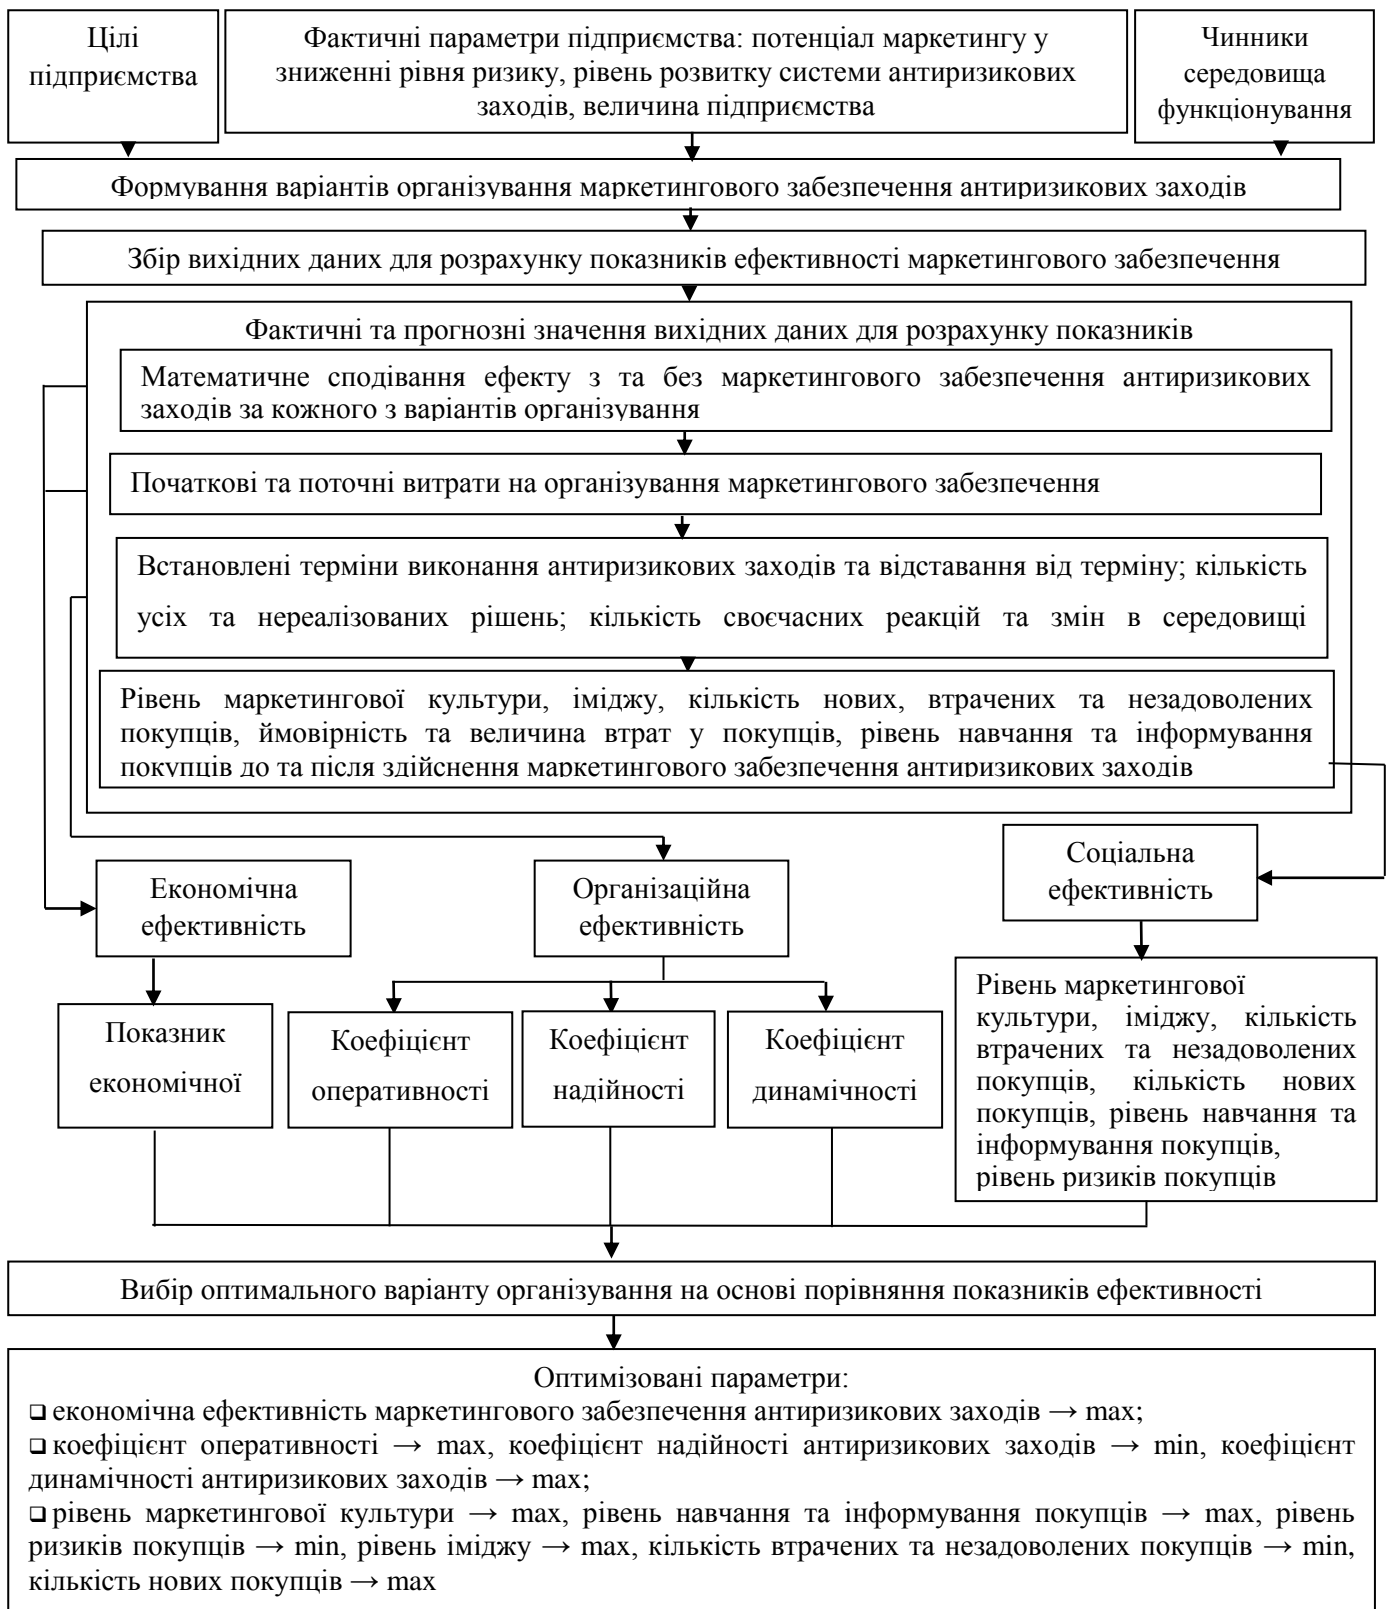 Цілі
підприємства
Фактичні параметри підприємства: потенціал маркетингу у
зниженні рівня ризику, рівень розвитку системи антиризикових
заходів, величина підприємства
Чинники
середовища
функціонування
Формування варіантів організування маркетингового забезпечення антиризикових заходів
Збір вихідних даних для розрахунку показників ефективності маркетингового забезпечення
Фактичні та прогнозні значення вихідних даних для розрахунку показників
Математичне сподівання ефекту з та без маркетингового забезпечення антиризикових
заходів за кожного з варіантів організування
Початкові та поточні витрати на організування маркетингового забезпечення
Встановлені терміни виконання антиризикових заходів та відставання від терміну; кількість
усіх та нереалізованих рішень; кількість своєчасних реакцій та змін в середовищі
Рівень маркетингової культури, іміджу, кількість нових, втрачених та незадоволених
покупців, ймовірність та величина втрат у покупців, рівень навчання та інформування
покупців до та після здійснення маркетингового забезпечення антиризикових заходів
Економічна
ефективність
Організаційна
ефективність
Соціальна
ефективність
Показник
економічної
Коефіцієнт
оперативності
Коефіцієнт
надійності
Коефіцієнт
динамічності
Рівень маркетингової
культури, іміджу, кількість
втрачених та незадоволених
покупців, кількість нових
покупців, рівень навчання та
інформування покупців,
рівень ризиків покупців
Вибір оптимального варіанту організування на основі порівняння показників ефективності
Оптимізовані параметри:
❑ економічна ефективність маркетингового забезпечення антиризикових заходів → max;
❑ коефіцієнт оперативності → max, коефіцієнт надійності антиризикових заходів → min, коефіцієнт
динамічності антиризикових заходів → max;
❑ рівень маркетингової культури → max, рівень навчання та інформування покупців → max, рівень
ризиків покупців → min, рівень іміджу → max, кількість втрачених та незадоволених покупців → min,
кількість нових покупців → max